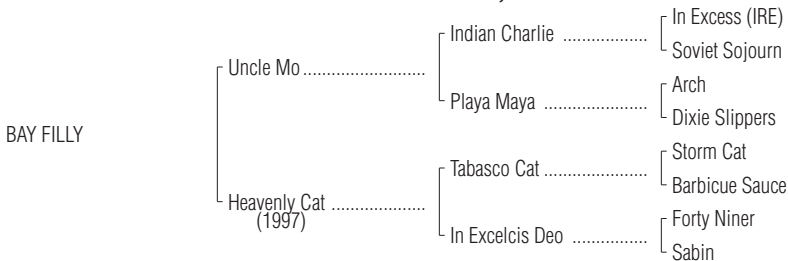 In Excess (IRE)
Indian Charlie ....................
Soviet Sojourn
Uncle Mo ..........................
Arch
Playa Maya ........................
Dixie Slippers
BAY FILLY
Storm Cat
Tabasco Cat .......................
Barbicue Sauce
Heavenly Cat ....................
(1997)
Forty Niner
In Excelcis Deo ................
Sabin